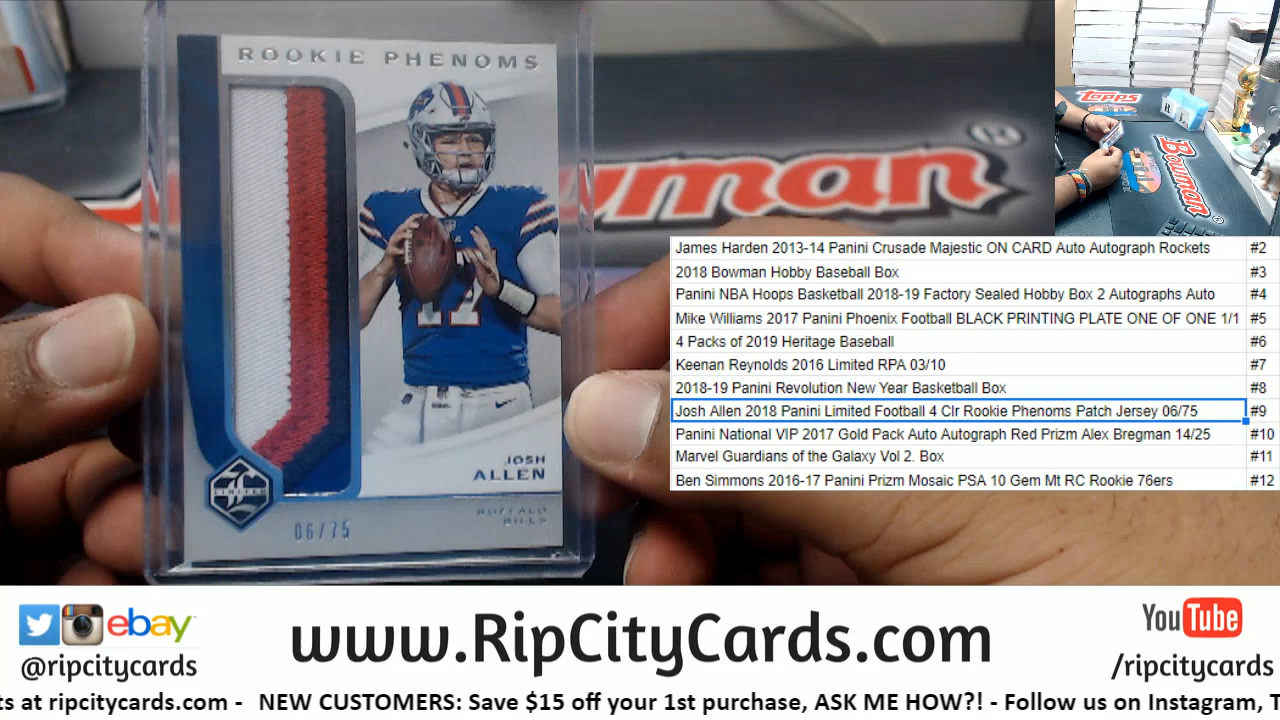 ROOKIE PHENOMS
17
JOSH
ALLEN
BUFFALO
BILLS
LIMITED
06/75
wman
®
TOPPS
Bowman
James Harden 2013-14 Panini Crusade Majestic ON CARD Auto Autograph Rockets #2
2018 Bowman Hobby Baseball Box #3
Panini NBA Hoops Basketball 2018-19 Factory Sealed Hobby Box 2 Autographs Auto #4
Mike Williams 2017 Panini Phoenix Football BLACK PRINTING PLATE ONE OF ONE 1/1 #5
4 Packs of 2019 Heritage Baseball #6
Keenan Reynolds 2016 Limited RPA 03/10 #7
2018-19 Panini Revolution New Year Basketball Box #8
Josh Allen 2018 Panini Limited Football 4 Clr Rookie Phenoms Patch Jersey 06/75 #9
Panini National VIP 2017 Gold Pack Auto Autograph Red Prizm Alex Bregman 14/25 #10
Marvel Guardians of the Galaxy Vol 2. Box #11
Ben Simmons 2016-17 Panini Prizm Mosaic PSA 10 Gem Mt RC Rookie 76ers #12
ebay
@ripcitycards
www.RipCityCards.com
YouTube
/ripcitycards
ts at ripcitycards.com - NEW CUSTOMERS: Save $15 off your 1st purchase, ASK ME HOW?! - Follow us on Instagram, T